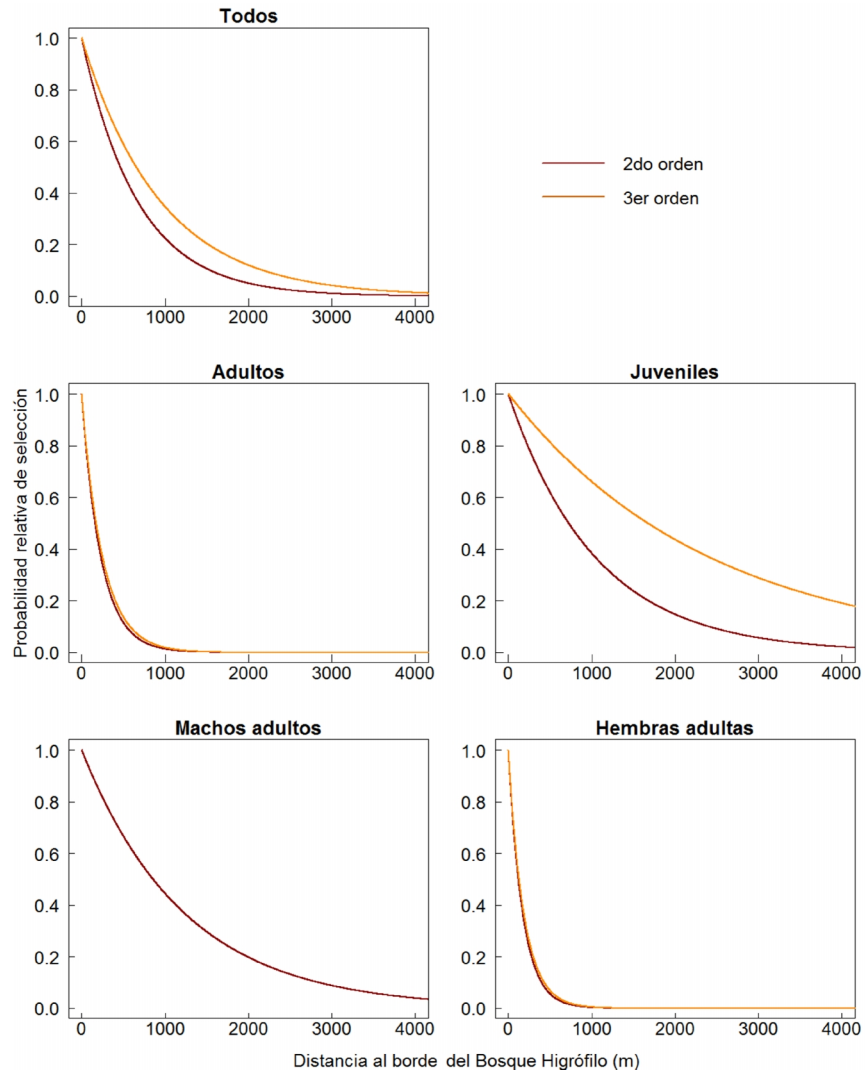 Todos
1.0
0.8
0.6
0.4
0.2
0.0
0 1000 2000 3000 4000
2do orden
3er orden
Probabilidad relativa de selección
Adultos
1.0
0.8
0.6
0.4
0.2
0.0
0 1000 2000 3000 4000
Juveniles
1.0
0.8
0.6
0.4
0.2
0.0
0 1000 2000 3000 4000
Machos adultos
1.0
0.8
0.6
0.4
0.2
0.0
0 1000 2000 3000 4000
Hembras adultas
1.0
0.8
0.6
0.4
0.2
0.0
0 1000 2000 3000 4000
Distancia al borde del Bosque Higrófilo (m)